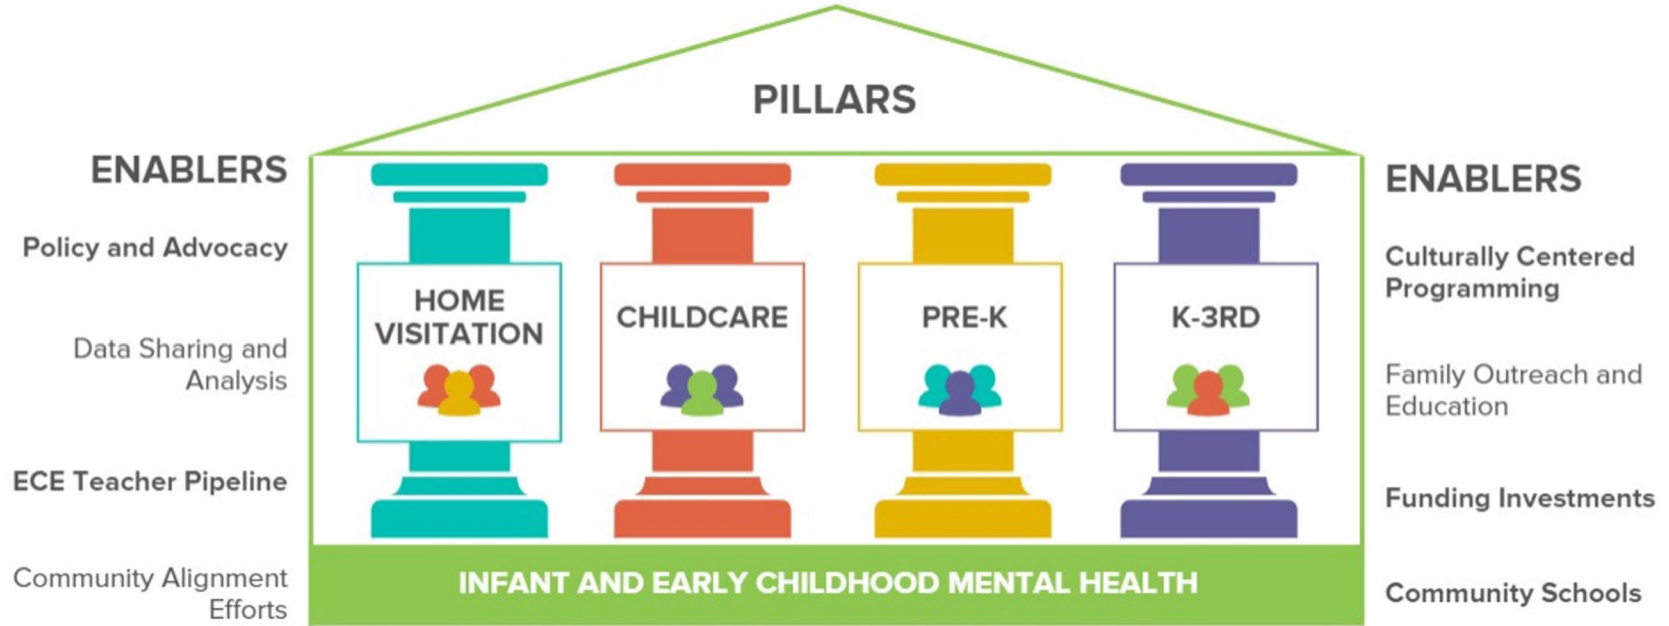 PILLARS
ENABLERS
Policy and Advocacy
Data Sharing and
Analysis
ECE Teacher Pipeline
Community Alignment
Efforts
HOME
VISITATION
CHILDCARE
PRE-K
K-3RD
INFANT AND EARLY CHILDHOOD MENTAL HEALTH
ENABLERS
Culturally Centered
Programming
Family Outreach and
Education
Funding Investments
Community Schools